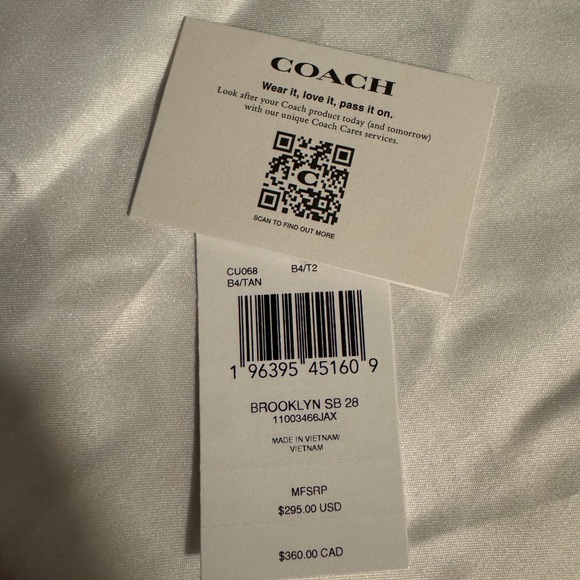 COACH
Wear it, love it, pass it on.
Look after your Coach product today (and tomorrow)
with our unique Coach Cares services.
C
SCAN TO FIND OUT MORE
CU068 B4/T2
B4/TAN
1 96395 45160 9
BROOKLYN SB 28
11003466JAX
MADE IN VIETNAM/
VIETNAM
MFSRP
$295.00 USD
$360.00 CAD